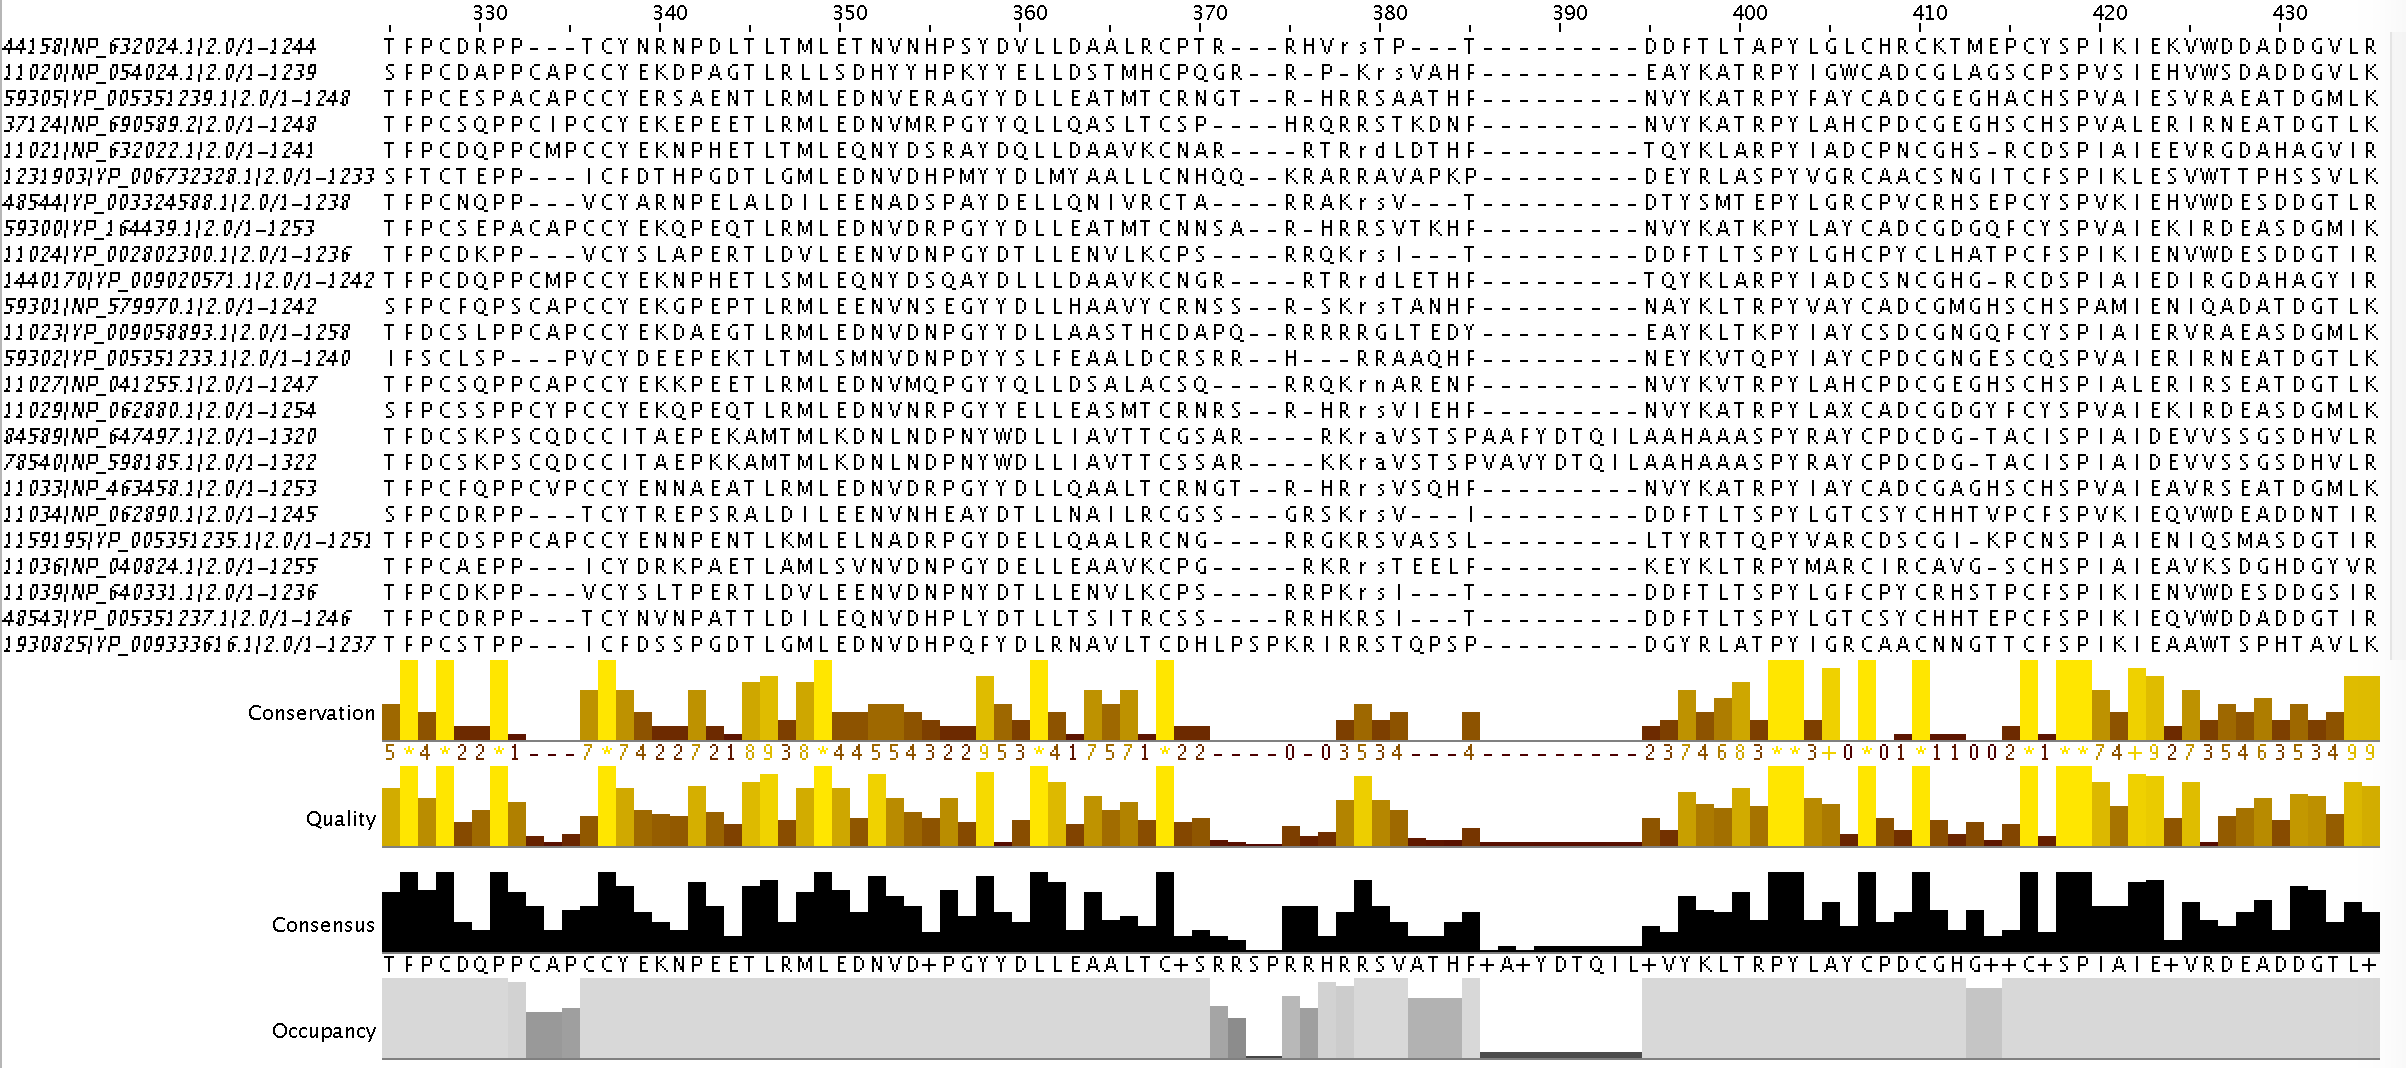 330 340 350 360 370 380 390 400 410 420 430
44158|NP_632024.1|2.0/1-1244 TFPCDRPP---TCYNRNPDLTLTMLETNVNHPSYDVLLDAALRCPTR----RHVrsTP---T---------DDFTLTAPYLGLCHRCKTMEPCYSPIKIEKVWDDADDGVLR
11020|NP_054024.1|2.0/1-1239 SFPCDAPPCAPCCYEKDPAGTLRLLSDHYYHPKYYELLDSTMHCPQGR--R-P-KrsVAHF---------EAYKATRPYIGWCADCGLAGSCPSPVSIEHVWSDADDGVLK
59305|YP_005351239.1|2.0/1-1248 TFPCESPACAPCCYERSAENTLRMLEDNVERAGYYDLLEATMTCRNGT--R-HRRSAATHF---------NVYKATRPYFAYCADCGEGHACHSPVAIESVRAEATDGMLK
37124|NP_690589.2|2.0/1-1248 TFPCSQPPCIPCCYEKEPEETLRMLEDNVMRPGYYQLLQASLTCSP----HRQRRSTKDNF---------NVYKATRPYLAHCPDCGEGHSCHSPVALERIRNEATDGTLK
11021|NP_632022.1|2.0/1-1241 TFPCDQPPCMPCCYEKNPHETLTMLEQNYDSRAYDQLLDAAVKCNAR----RTRrdLDTHF---------TQYKLARPYIADCPNCGHS-RCDSPIAIEEVRGDAHAGVIR
1231903|YP_006732328.1|2.0/1-1233 SFTCTEPP---ICFDTHPGDTLGMLENVDHPMYYDLMYAALLCNHQQ--KRARRAVAPKP---------DEYRLASPYVGRCAACSNGITCFSPIKLESVWTTPHSSVLK
48544|YP_003324588.1|2.0/1-1238 TFPCNQPP---VCYARNPELALDILEENADSPAYDELLQNIVRCTA----RRAKrsV---T---------DTYSMTEPYLGRCPVCRHSEPCYSPVKIEHVWDESDDGTLR
59300|YP_164439.1|2.0/1-1253 TFPCSEPACAPCCYEKQPEQTLRMLEDNVDRPGYYDLLEATMTCNNSA--R-HRRSVTKHF---------NVYKATKPYLAYCADCGDGQFCYSPVAIEKIRDEASDGMIK
11024|YP_002802300.1|2.0/1-1236 TFPCDKPP---VCYSLAPERTLDVLEENVDNPGYDTLLENVLKCPS----RRQKrsI---T---------DDFTLTSPYLGHCPYCLHATPCFSPIKIENVWDESDDGTIR
1440170|YP_009020571.1|2.0/1-1242 TFPCDQPPCMPCCYEKNPHETLSMLEQNYDSQAYDLLLDAAVKCNGR----RTRrdLETHF---------TQYKLARPYIADCSNCGHG-RCDSPIAIEDIRGDAHAGYIR
59301|NP_579970.1|2.0/1-1242 SFPCFQPSCAPCCYEKGPEPTLRMLEENVNSEGYYDLLHAAVYCRNSS--R-SKrsTANHF---------NAYKLTRPYVAYCADCGMGHSCHSPAMIENIQADATDGTLK
11023|YP_009058893.1|2.0/1-1258 TFDCSLPPCAPCCYEKDAEGTLRMLEDNVDNPGYYDLLAASTHCDAPQ--RRRRRGLTEDY---------EAYKLTKPYIAYCSDCGNGQFCYSPIAIERVRAEASDGMLK
59302|YP_005351233.1|2.0/1-1240 IFSCLSP---PVCYDEEPEKTLTMLSMNVDNPDYYSLFEAALDCRSRR--H---RRAAQHF---------NEYKVTQPYIAYCPDCGNGESCQSPVAIERIRNEATDGTLK
11027|NP_041255.1|2.0/1-1247 TFPCSQPPCAPCCYEKKPEETLRMLEDNVMQPGYYQLLDSALACSQ----RRQKrnARENF---------NVYKVTRPYLAHCPDCGEGHSCHSPIALERIRSEATDGTLK
11029|NP_062880.1|2.0/1-1254 SFPCSSPPCYPCCYEKQPEQTLRMLEDNVNRPGYYELLEASMTCRNRS--R-HRrsVIEHF---------NVYKATRPYLAXCADCGDGYFCYSPVAIEKIRDEASDGMLK
84589|NP_647497.1|2.0/1-1320 TFDCSKPSCQDCCITAEPEKAMTMLKDNLNDPNYWDLLIAVTTCGSAR----RKraVSTSPAAFYDTQILAAHAAASPYRAYCPDCDG-TACISPIAIDEVVSSGSDHVLR
78540|NP_598185.1|2.0/1-1322 TFDCSKPSCQDCCITAEPKKAMTMLKDNLNDPNYWDLLIAVTTCSSAR----KKraVSTSPVAVYDTQILAAHAAASPYRAYCPDCDG-TACISPIAIDEVVSSGSDHVLR
11033|NP_463458.1|2.0/1-1253 TFPCFQPPCVPCCYENNAEATLRMLEDNVDRPGYYDLLQAALTCRNGT--R-HRrsVSQHF---------NVYKATRPYIAYCADCGAGHSCHSPVAIEAVRSEATDGMLK
11034|NP_062890.1|2.0/1-1245 SFPCDRPP---TCYTREPSRALDILEENVNHEAYDTLLNAILRCGSS---GRSKrsV---I---------DDFTLTSPYLGTCSYCHHTVPCFSPVKIEQVWDEADDNTIR
1159195|YP_005351235.1|2.0/1-1251 TFPCDSPPCAPCCYENNPENTLKMLELNADRPGYDELLQAALRCNG----RRGKRSVASSL---------LTYRTTQPYVARCDSCGI-KPCNSPIAIENIQSMASDGTIR
11036|NP_040824.1|2.0/1-1255 TFPCAEPP---ICYDRKPAETLAMLSVNVDNPGYDELLEAAVKCPG-----RKRrsTEELF---------KEYKLTRPYMARCIRCAVG-SCHSPIAIEAVKSDGHDGYVR
11039|NP_640331.1|2.0/1-1236 TFPCDKPP---VCYSLTPERTLDVLEENVDNPNYDTLLENVLKCPS----RRPKrsI---T---------DDFTLTSPYLGFCPYCRHSTPCFSPIKIENVWDESDDGSIR
48543|YP_005351237.1|2.0/1-1246 TFPCDRPP---TCYNVNPATTLDILEQNVDHPLYDTLLTSITRCSS----RRHKRSI---T---------DDFTLTSPYLGTCSYCHHTEPCFSPIKIEQVWDDADDGTIR
1930825|YP_009333616.1|2.0/1-1237 TFPCSTPP---ICFDSSPGDTLGMLENVDHPQFYDLRNAVLTCDHLPSPKRIRRSTQPSP---------DGYRLATPYIGRCAACNNGTTCFSPIKIEAAWTSPHTAVLK
Conservation
5*4*22*1---7*74227218938*44554322953*417571*22----0-03534---4---------2374683**3+0*01*11002*1**74+9273546353499
Quality
Consensus
TFPCDQPPCAPCCYEKNPEETLRMLEDNVD+PGYYDLLEAALTC+SRRSPRRHRRSVATHF+A+YDTQIL+VYKLTRPYLAYCPDCGHG++C+SPIAIE+VRDEADDGTL+
Occupancy